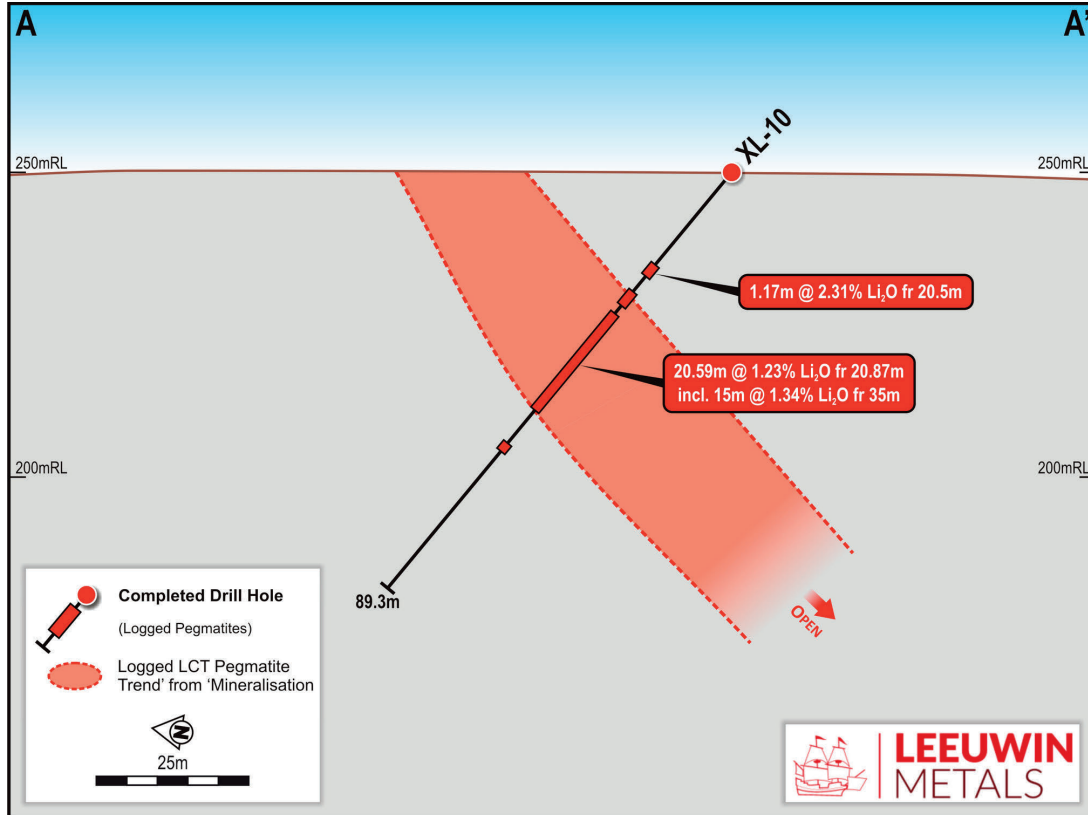 A
A'
XL-10
250mRL
250mRL
1.17m @ 2.31% Li₂O fr 20.5m
20.59m @ 1.23% Li₂O fr 20.87m
incl. 15m @ 1.34% Li₂O fr 35m
200mRL
200mRL
89.3m
OPEN
Completed Drill Hole
(Logged Pegmatites)
Logged LCT Pegmatite
Trend' from 'Mineralisation
N
25m
LEEUWIN
METALS